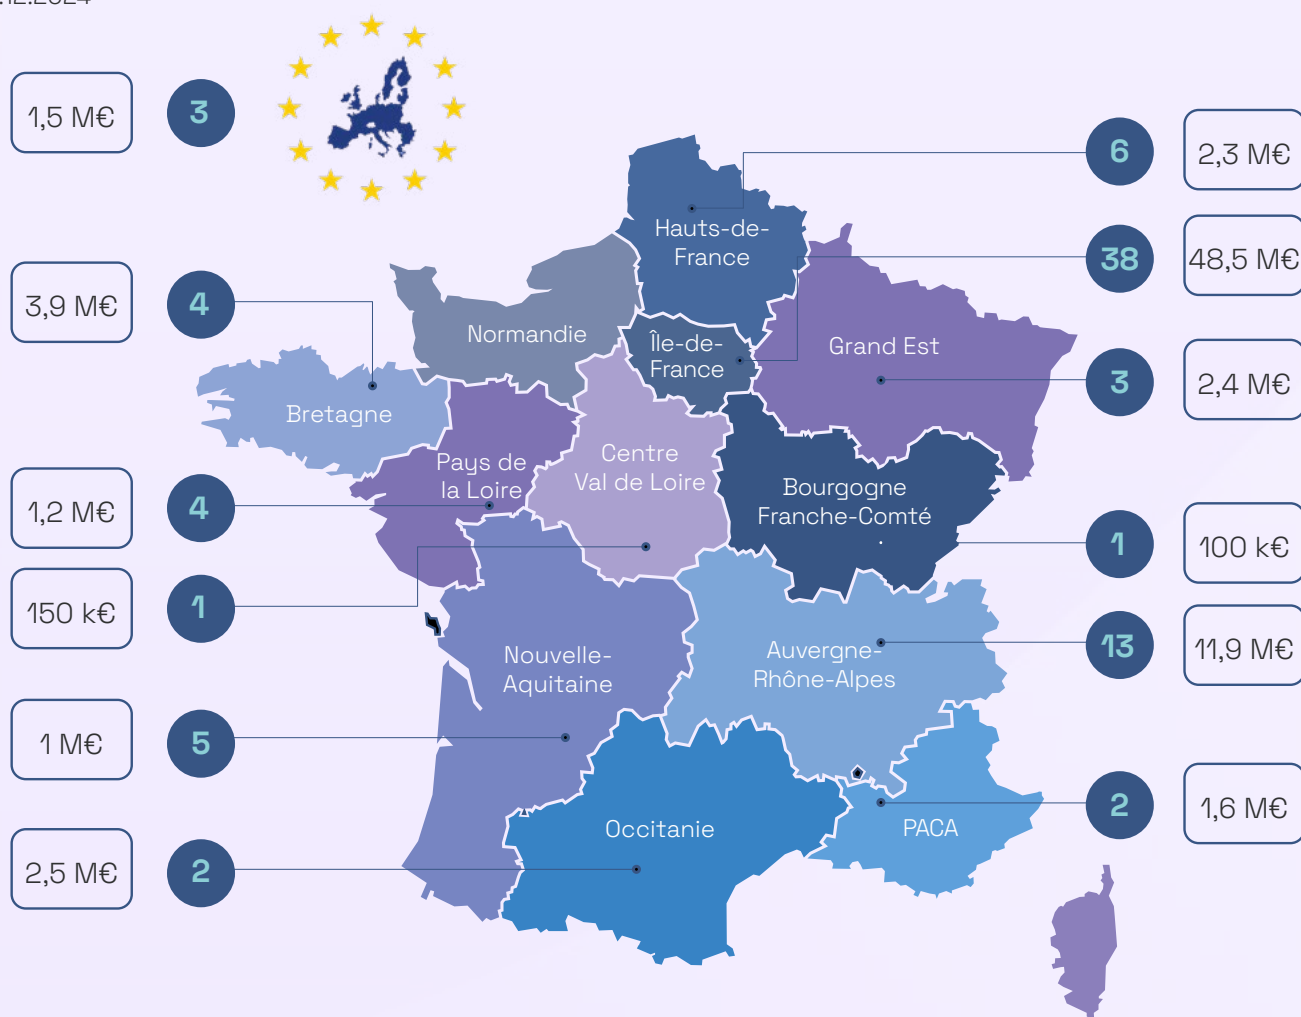 .12.2024
1,5 M€
3
6
2,3 M€
38
48,5 M€
3,9 M€
4
3
2,4 M€
1,2 M€
4
1
100 k€
150 k€
1
13
11,9 M€
1 M€
5
2
1,6 M€
2,5 M€
2
Hauts-de-
France
Normandie
Île-de-
France
Grand Est
Bretagne
Pays de
la Loire
Centre
Val de Loire
Bourgogne
Franche-Comté
Nouvelle-
Aquitaine
Auvergne-
Rhône-Alpes
Occitanie
PACA